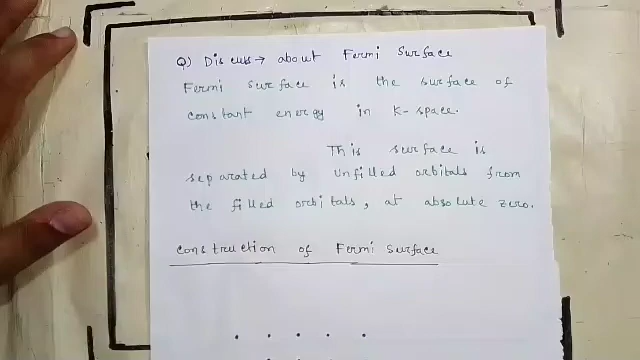 Q) Discuss → about Fermi Surface
Fermi surface is the surface of
constant energy in K-space.
This surface is
separated by unfilled orbitals from
the filled orbitals, at absolute zero.
Construction of Fermi Surface